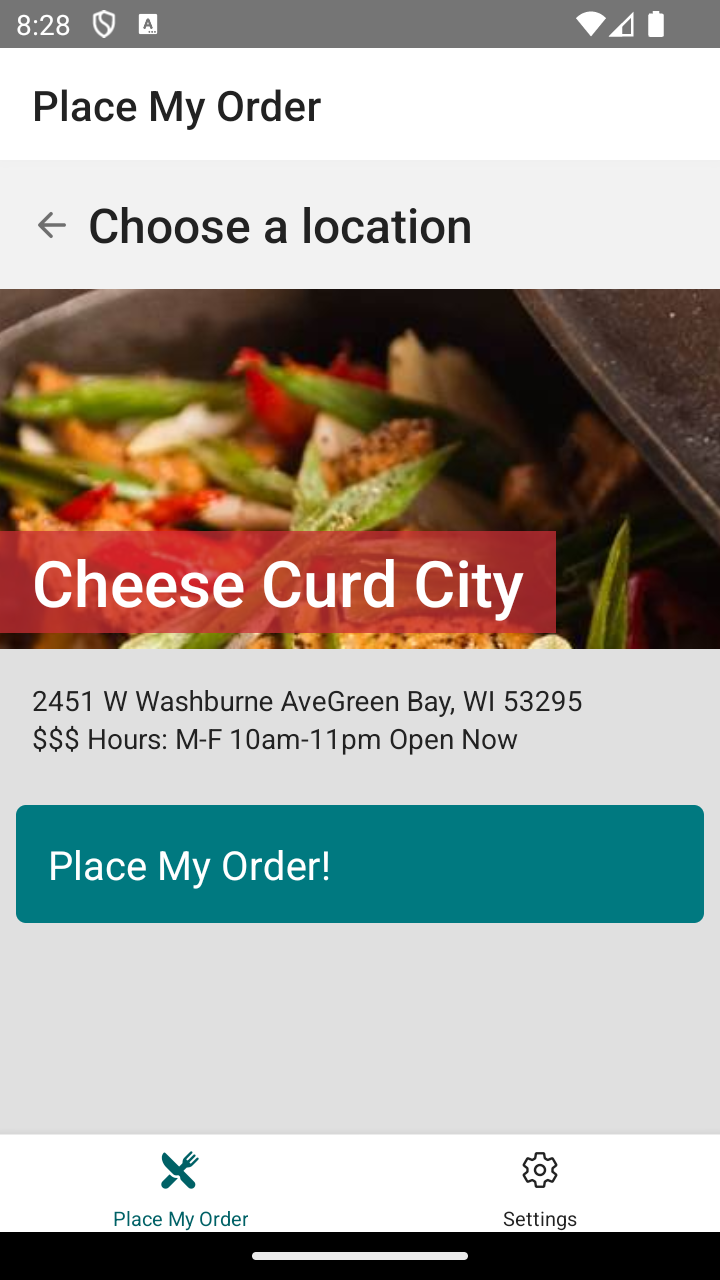 8:28
A
Place My Order
Choose a location
Cheese Curd City
2451 W Washburne AveGreen Bay, WI 53295
$$$ Hours: M-F 10am-11pm Open Now
Place My Order!
Place My Order
Settings